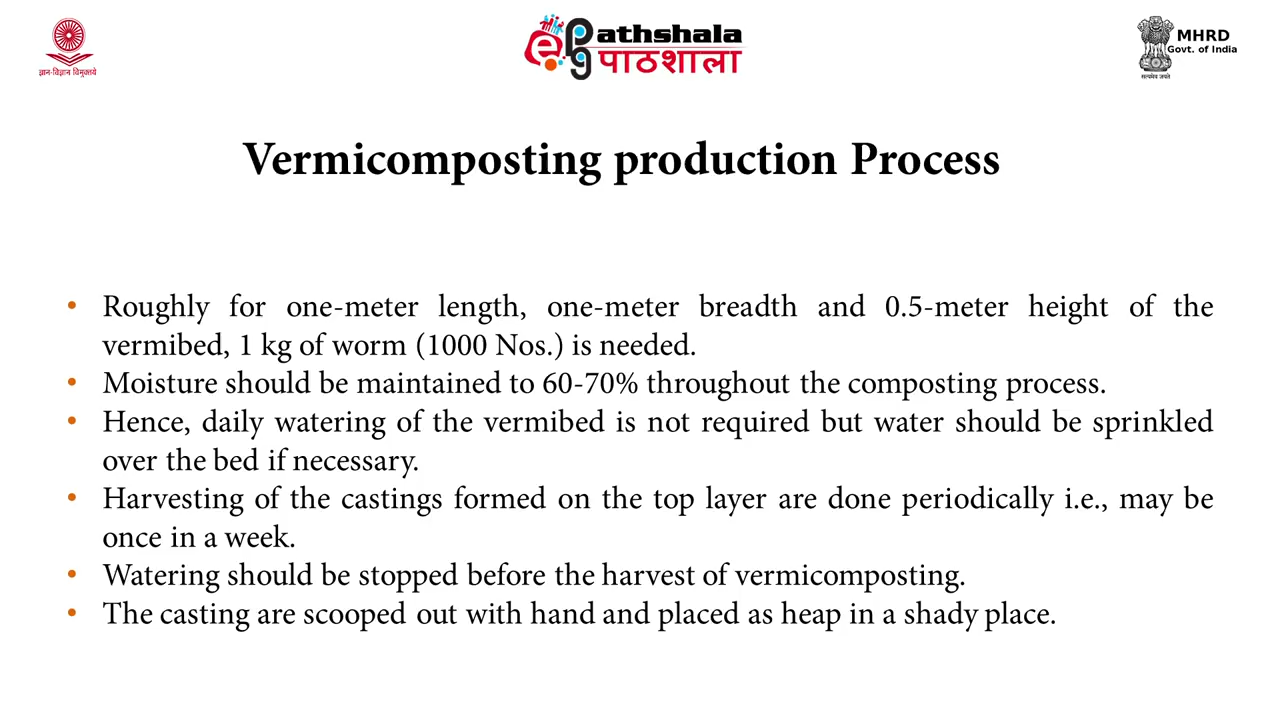 ज्ञान-विज्ञान विमुक्तये
epg athshala
पाठशाला
सत्यमेव जयते
MHRD
Govt. of India
Vermicomposting production Process
• Roughly for one-meter length, one-meter breadth and 0.5-meter height of the
vermibed, 1 kg of worm (1000 Nos.) is needed.
• Moisture should be maintained to 60-70% throughout the composting process.
• Hence, daily watering of the vermibed is not required but water should be sprinkled
over the bed if necessary.
• Harvesting of the castings formed on the top layer are done periodically i.e., may be
once in a week.
• Watering should be stopped before the harvest of vermicomposting.
• The casting are scooped out with hand and placed as heap in a shady place.